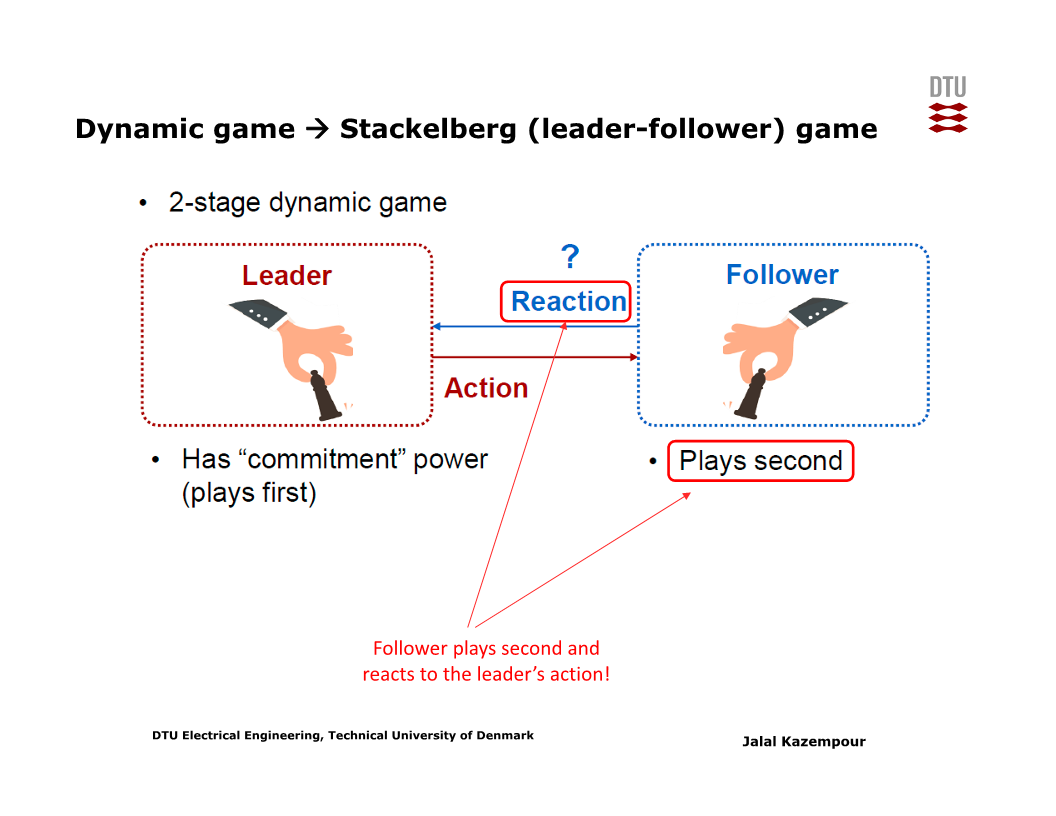 DTU
Dynamic game → Stackelberg (leader-follower) game
• 2-stage dynamic game
Leader
?
Reaction
Action
Follower
• Has “commitment” power
(plays first)
• Plays second
Follower plays second and
reacts to the leader’s action!
DTU Electrical Engineering, Technical University of Denmark
Jalal Kazempour